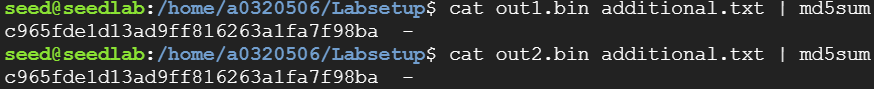 seed@seedlab:/home/a0320506/Labsetup$ cat out1.bin additional.txt | md5sum
c965fde1d13ad9ff816263a1fa7f98ba  -
seed@seedlab:/home/a0320506/Labsetup$ cat out2.bin additional.txt | md5sum
c965fde1d13ad9ff816263a1fa7f98ba  -